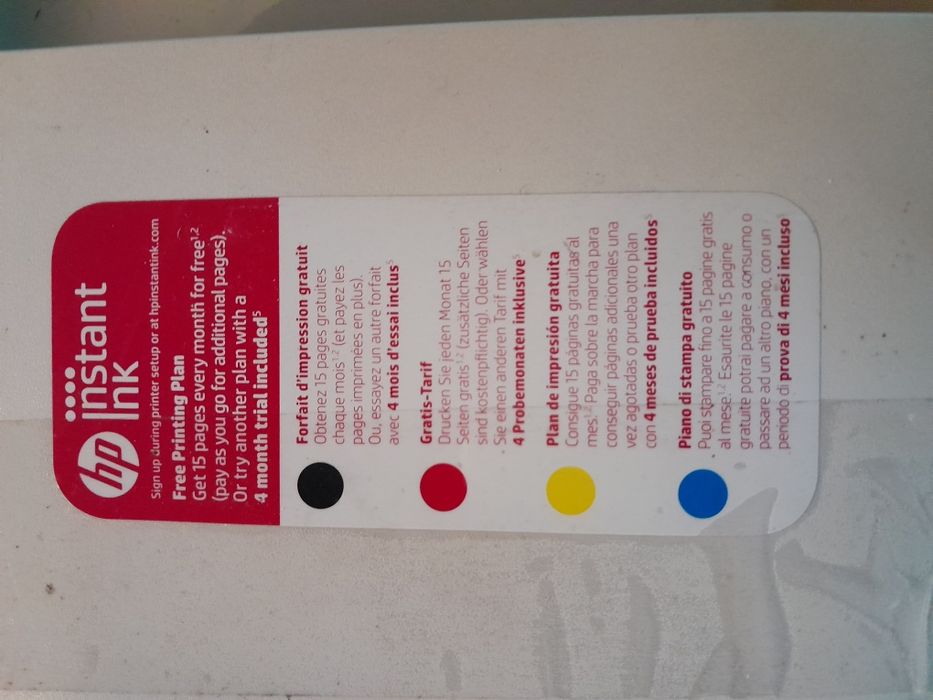 hp instant ink
Sign up during printer setup or at hpinstantink.com
Free Printing Plan
Get 15 pages every month for free1,2
(pay as you go for additional pages).
Or try another plan with a
4 month trial included5
Forfait d'impression gratuit
Obtenez 15 pages gratuites
chaque mois1,2 (et payez les
pages imprimées en plus).
Ou, essayez un autre forfait
avec 4 mois d'essai inclus5
Gratis-Tarif
Drucken Sie jeden Monat 15
Seiten gratis1,2 (zusätzliche Seiten
sind kostenpflichtig). Oder wählen
Sie einen anderen Tarif mit
4 Probemonaten inklusive5
Plan de impresión gratuita
Consigue 15 páginas gratuitas al
mes1,2 Paga sobre la marcha para
conseguir páginas adicionales una
vez agotadas o prueba otro plan
con 4 meses de prueba incluidos5
Piano di stampa gratuito
Puoi stampare fino a 15 pagine gratis
al mese.1,2 Esaurite le 15 pagine
gratuite potrai pagare a consumo o
passare ad un altro piano, con un
periodo di prova di 4 mesi incluso5